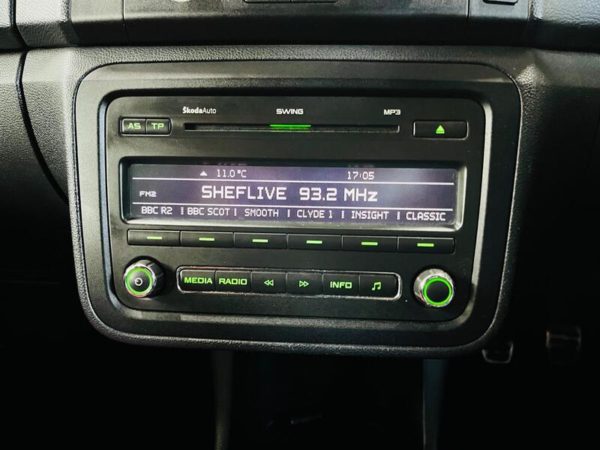 ŠkodaAuto SWING MP3
AS TP
11.0°C 17:05
FM2 SHEFLIVE 93.2 MHz
BBC R2 | BBC SCOT | SMOOTH | CLYDE 1 | INSIGHT | CLASSIC
MEDIA RADIO INFO